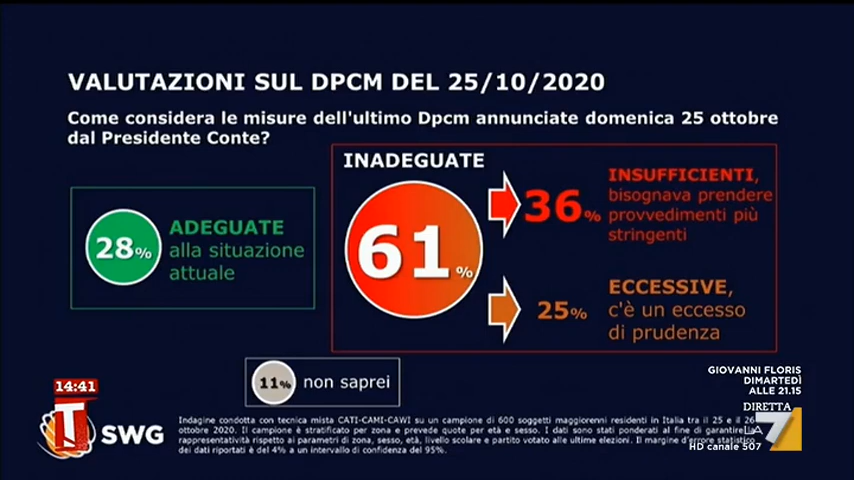 VALUTAZIONI SUL DPCM DEL 25/10/2020
Come considera le misure dell'ultimo Dpcm annunciate domenica 25 ottobre
dal Presidente Conte?
28%
ADEGUATE
alla situazione
attuale
INADEGUATE
61%
36%
INSUFFICIENTI,
bisognava prendere
provvedimenti più
stringenti
25%
ECCESSIVE,
c'è un eccesso
di prudenza
11% non saprei
GIOVANNI FLORIS
DIMARTEDÌ
ALLE 21.15
DIRETTA
LA7
HD canale 507
14:41
T
SWG
Indagine condotta con tecnica mista CATI-CAMI-CAWI su un campione di 600 soggetti maggiorenni residenti in Italia tra il 25 e il 26
ottobre 2020. Il campione è stratificato per zona e prevede quote per età e sesso. I dati sono stati ponderati al fine di garantire la
rappresentatività rispetto ai parametri di zona, sesso, età, livello scolare e partito votato alle ultime elezioni. Il margine d'errore statistico
dei dati riportati è del 4% a un intervallo di confidenza del 95%.